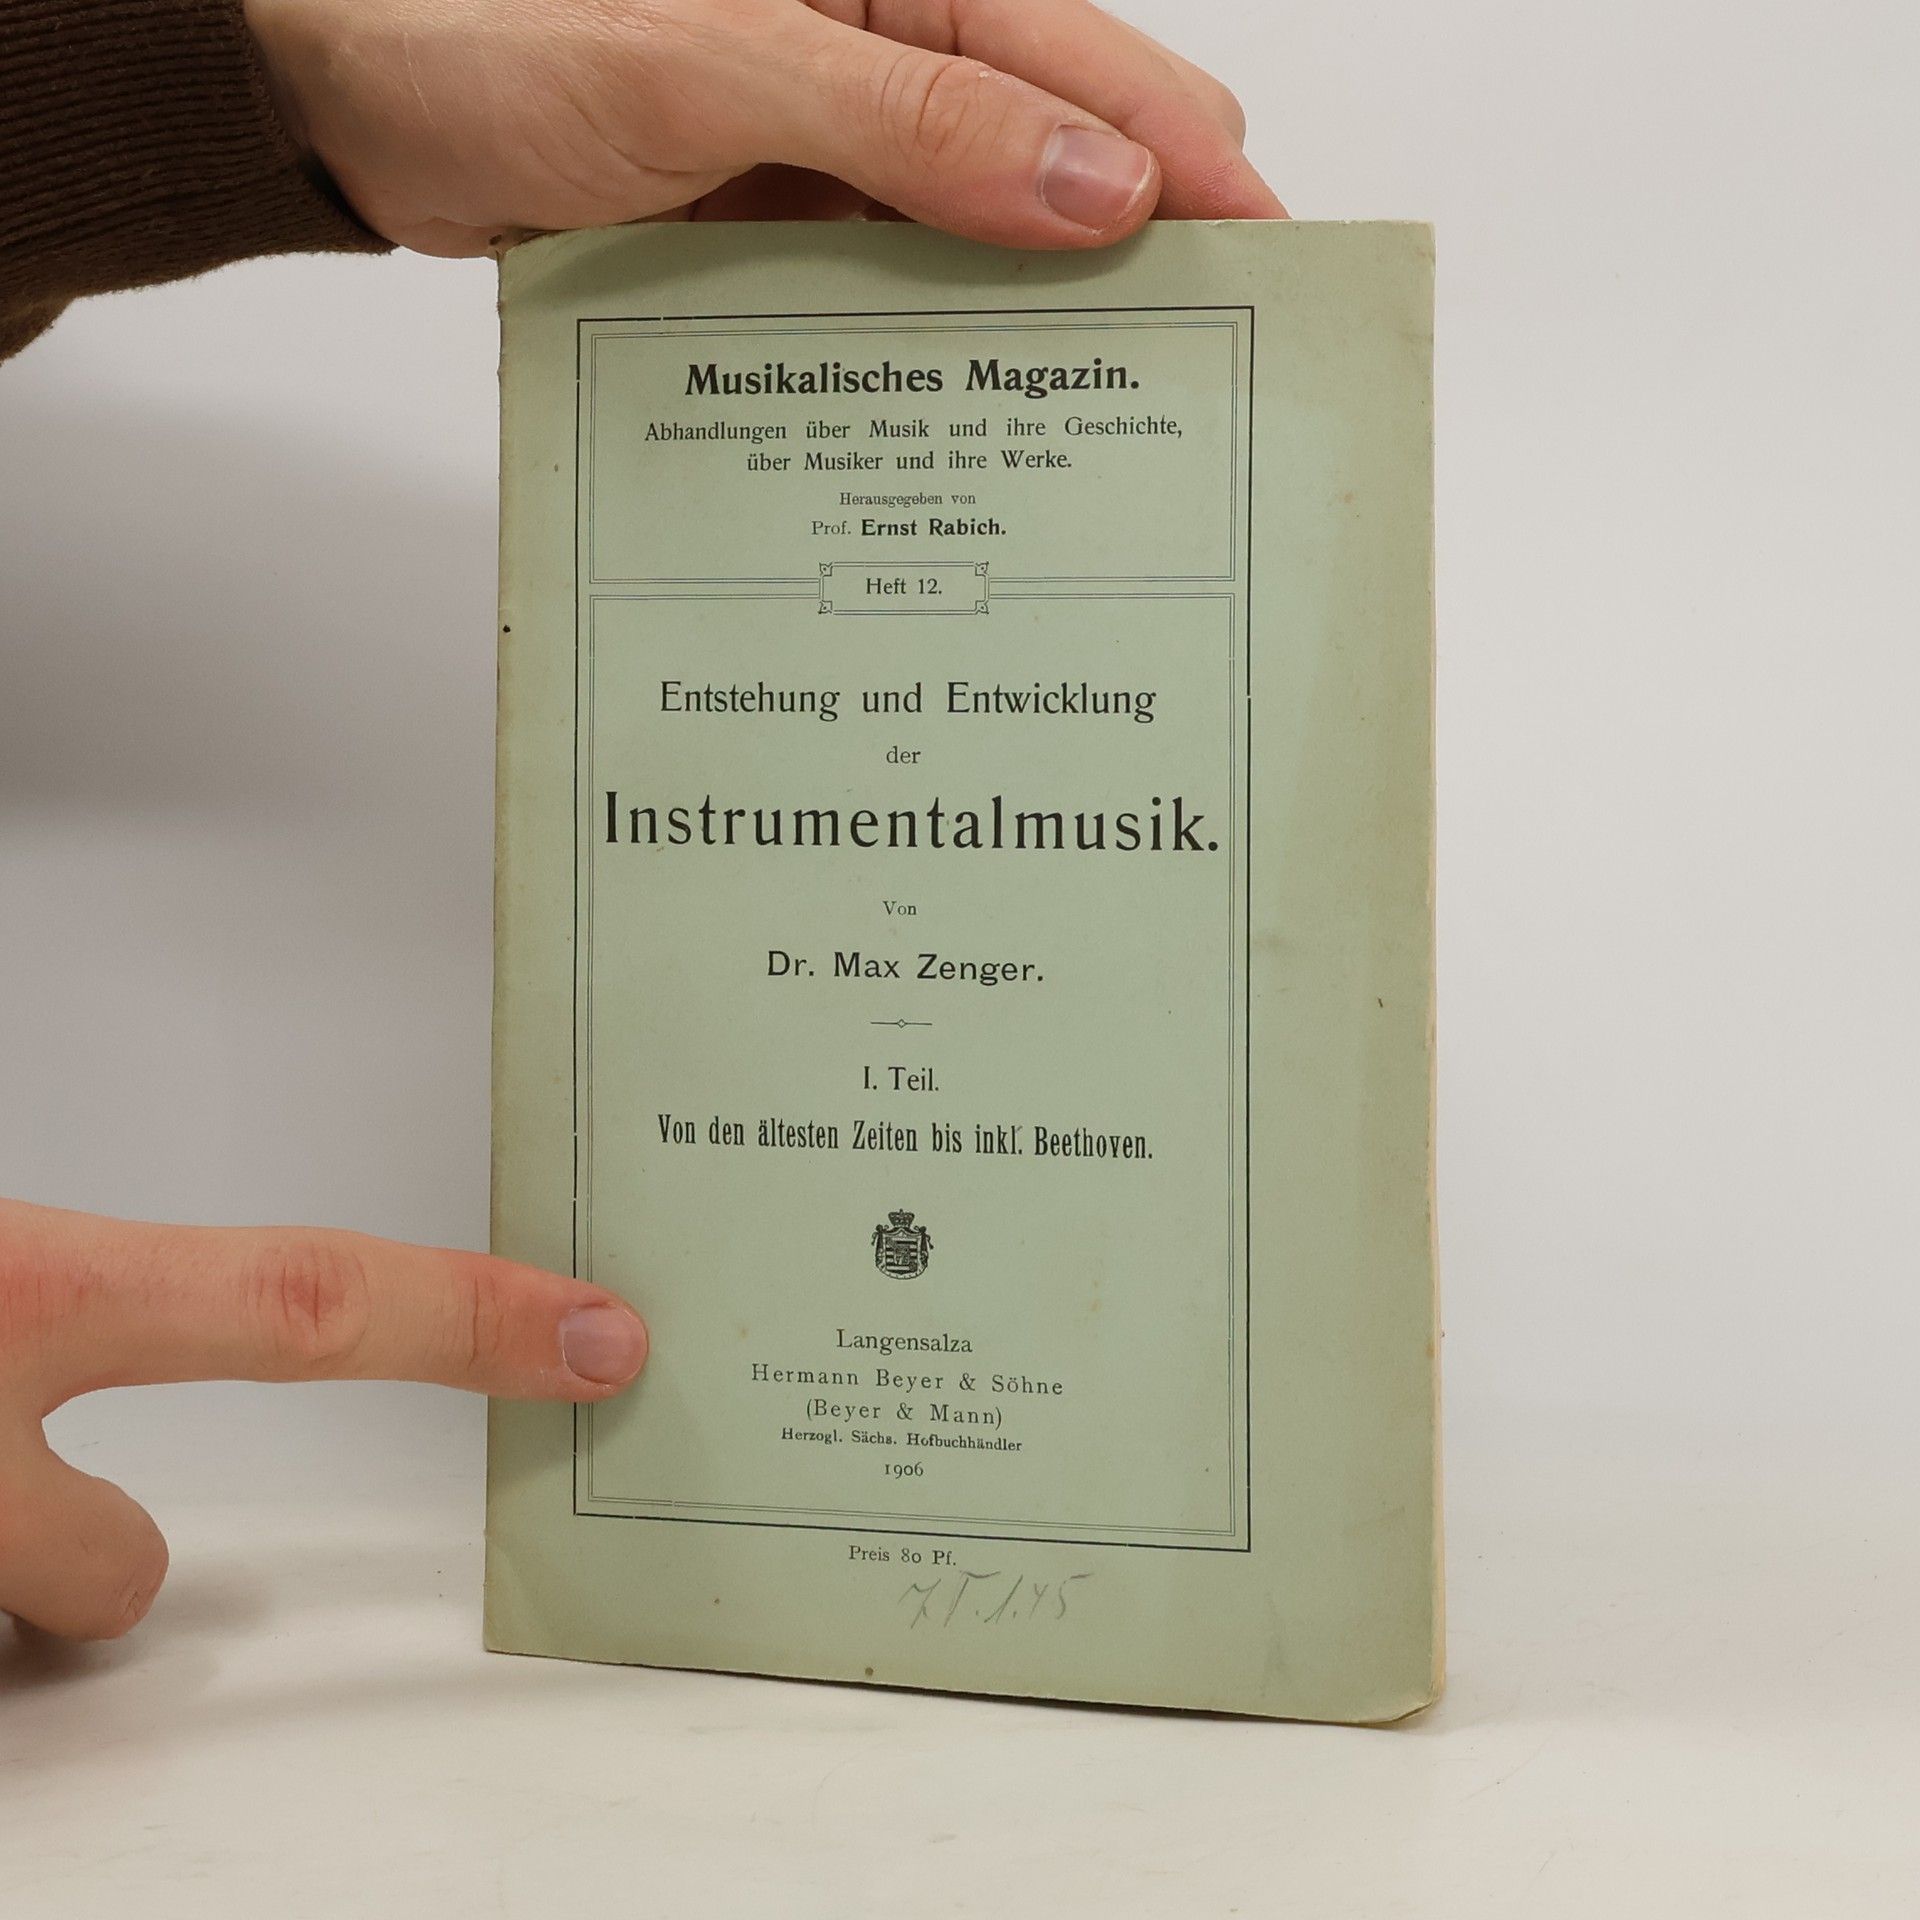 Musikalisches Magazin.
Abhandlungen über Musik und ihre Geschichte,
über Musiker und ihre Werke.
Herausgegeben von
Prof. Ernst Rabich.
Heft 12.
Entstehung und Entwicklung
der
Instrumentalmusik.
Von
Dr. Max Zenger.
I. Teil.
Von den ältesten Zeiten bis inkl. Beethoven.
Langensalza
Hermann Beyer & Söhne
(Beyer & Mann)
Herzogl. Sächs. Hofbuchhändler
1906
Preis 80 Pf.